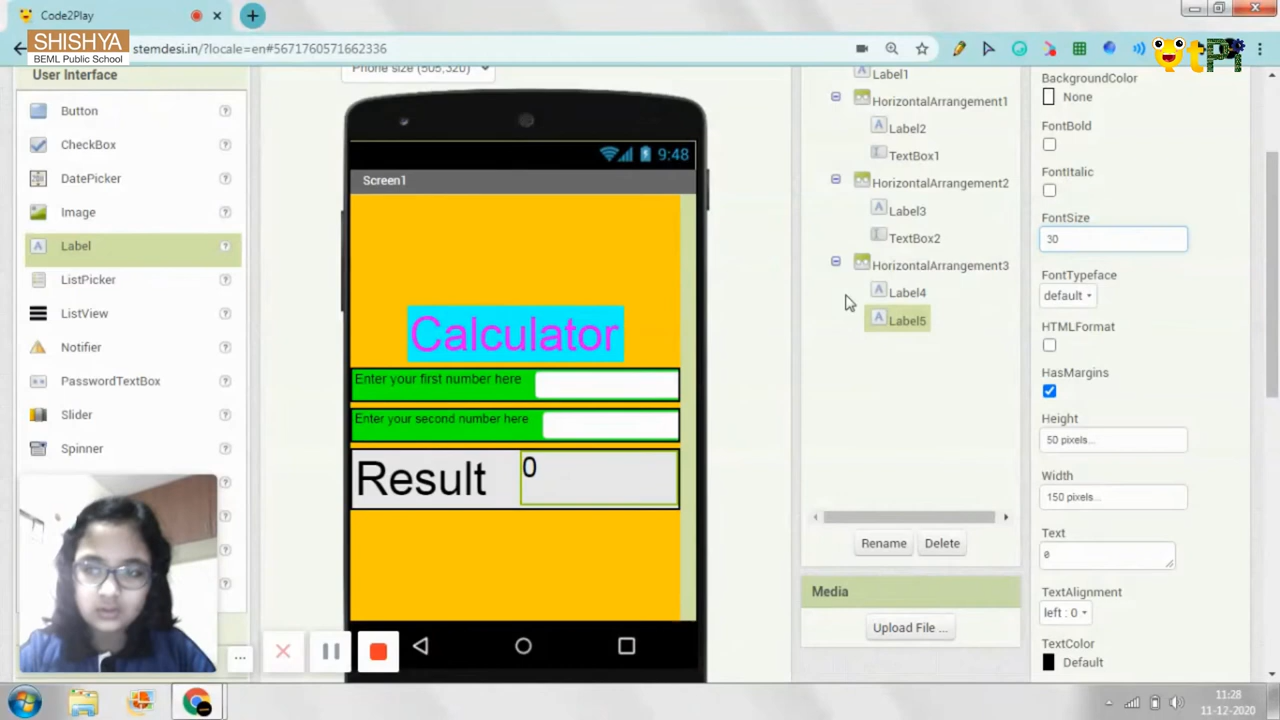 Code2Play
SHISHYA
BEML Public School
stemdesi.in/?locale=en#5671760571662336
QtPi
User Interface
Button
CheckBox
DatePicker
Image
Label
ListPicker
ListView
Notifier
PasswordTextBox
Slider
Spinner
Phone size (505,320)
9:48
Screen1
Calculator
Enter your first number here
Enter your second number here
Result
0
Label1
HorizontalArrangement1
Label2
TextBox1
HorizontalArrangement2
Label3
TextBox2
HorizontalArrangement3
Label4
Label5
Rename
Delete
Media
Upload File ...
BackgroundColor
None
FontBold
FontItalic
FontSize
30
FontTypeface
default
HTMLFormat
HasMargins
Height
50 pixels...
Width
150 pixels...
Text
0
TextAlignment
left : 0
TextColor
Default
11:28
11-12-2020